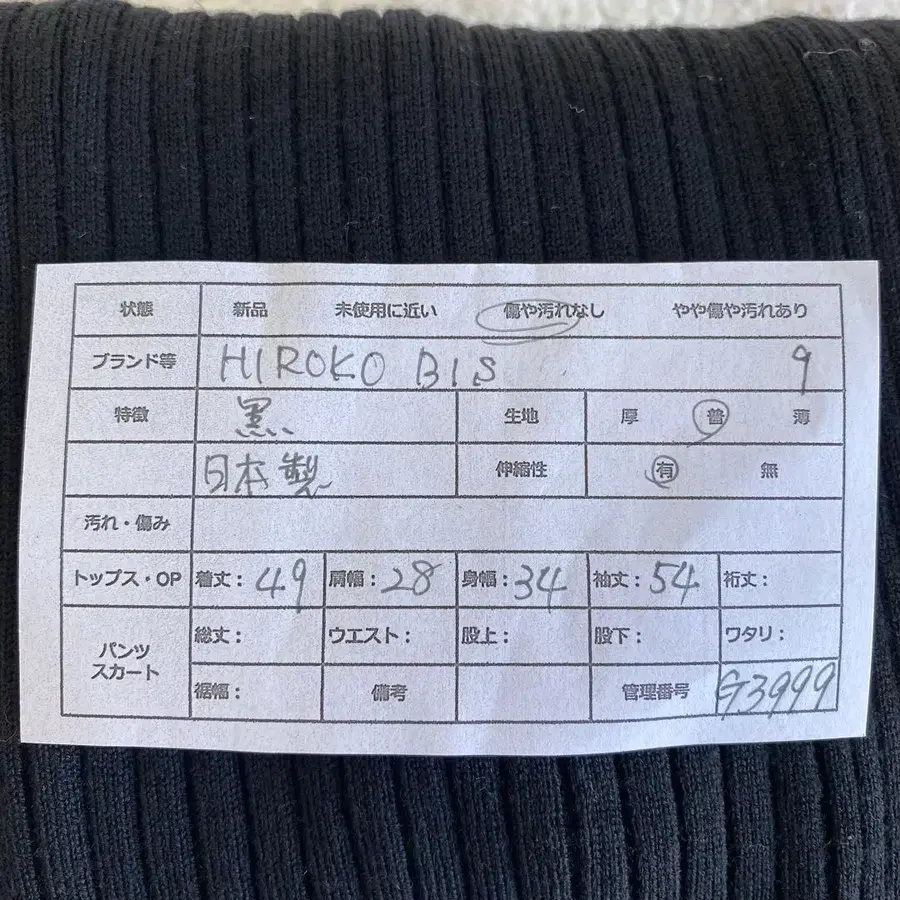 状態 新品 未使用に近い 傷や汚れなし やや傷や汚れあり
ブランド等 HIROKO BIS 9
特徴 黒 生地 厚 普 薄
日本製 伸縮性 有 無
汚れ・傷み
トップス・OP 着丈:49 肩幅:28 身幅:34 袖丈:54 裄丈:
パンツ スカート 総丈: ウエスト: 股上: 股下: ワタリ:
裾幅: 備考 管理番号 G3999